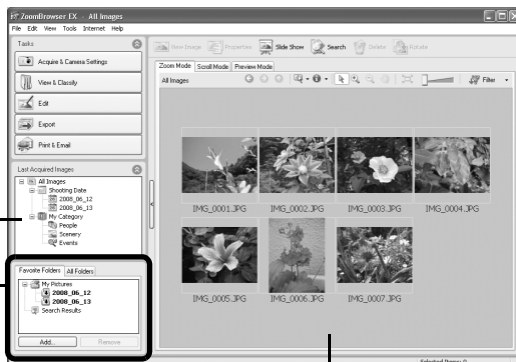 ZoomBrowser EX - All Images
File Edit View Tools Internet Help
Tasks
Acquire & Camera Settings
View & Classify
Edit
Export
Print & Email
Last Acquired Images
All Images
Shooting Date
2008_06_12
2008_06_13
My Category
People
Scenery
Events
Favorite Folders All Folders
My Pictures
2008_06_12
2008_06_13
Search Results
Add... Remove
View Image Properties Slide Show Search Delete Rotate
Zoom Mode Scroll Mode Preview Mode
All Images Filter
IMG_0001.JPG IMG_0002.JPG IMG_0003.JPG IMG_0004.JPG
IMG_0005.JPG IMG_0006.JPG IMG_0007.JPG
Selected Items: 0